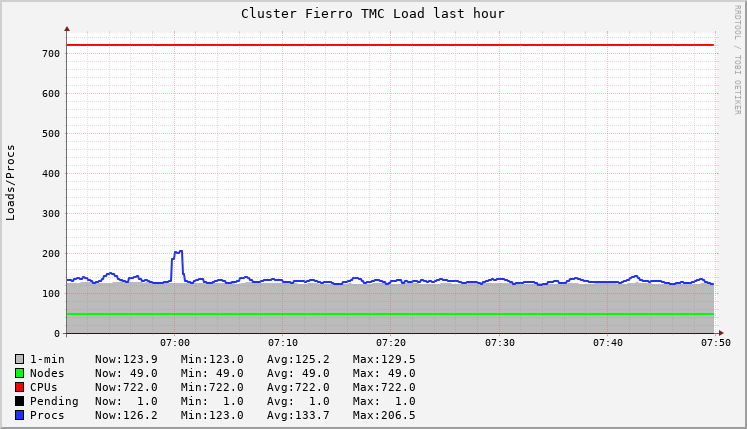 Cluster Fierro TMC Load last hour
RRDTOOL / TOBI OETIKER
Loads/Procs
700
600
500
400
300
200
100
0
07:00 07:10 07:20 07:30 07:40 07:50
1-min Now:123.9 Min:123.0 Avg:125.2 Max:129.5
Nodes Now: 49.0 Min: 49.0 Avg: 49.0 Max: 49.0
CPUs Now:722.0 Min:722.0 Avg:722.0 Max:722.0
Pending Now: 1.0 Min: 1.0 Avg: 1.0 Max: 1.0
Procs Now:126.2 Min:123.0 Avg:133.7 Max:206.5